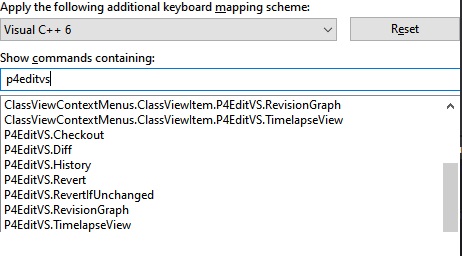 Apply the following additional keyboard mapping scheme:
Visual C++ 6 Reset
Show commands containing:
p4editvs
ClassViewContextMenus.ClassViewItem.P4EditVS.RevisionGraph
ClassViewContextMenus.ClassViewItem.P4EditVS.TimelapseView
P4EditVS.Checkout
P4EditVS.Diff
P4EditVS.History
P4EditVS.Revert
P4EditVS.RevertIfUnchanged
P4EditVS.RevisionGraph
P4EditVS.TimelapseView